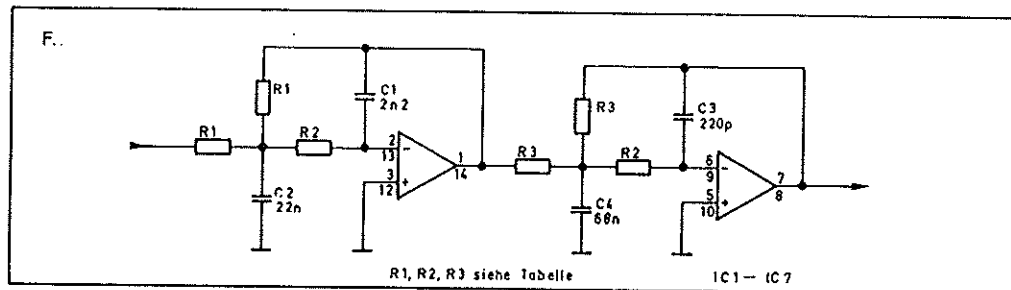 F..
R1
C1
2n2
R1
R2
C2
22n
2
13
3
12
1
14
R3
C3
220p
R3
R2
C4
68n
6
9
5
10
7
8
R1, R2, R3 siehe Tabelle
IC1 – IC7